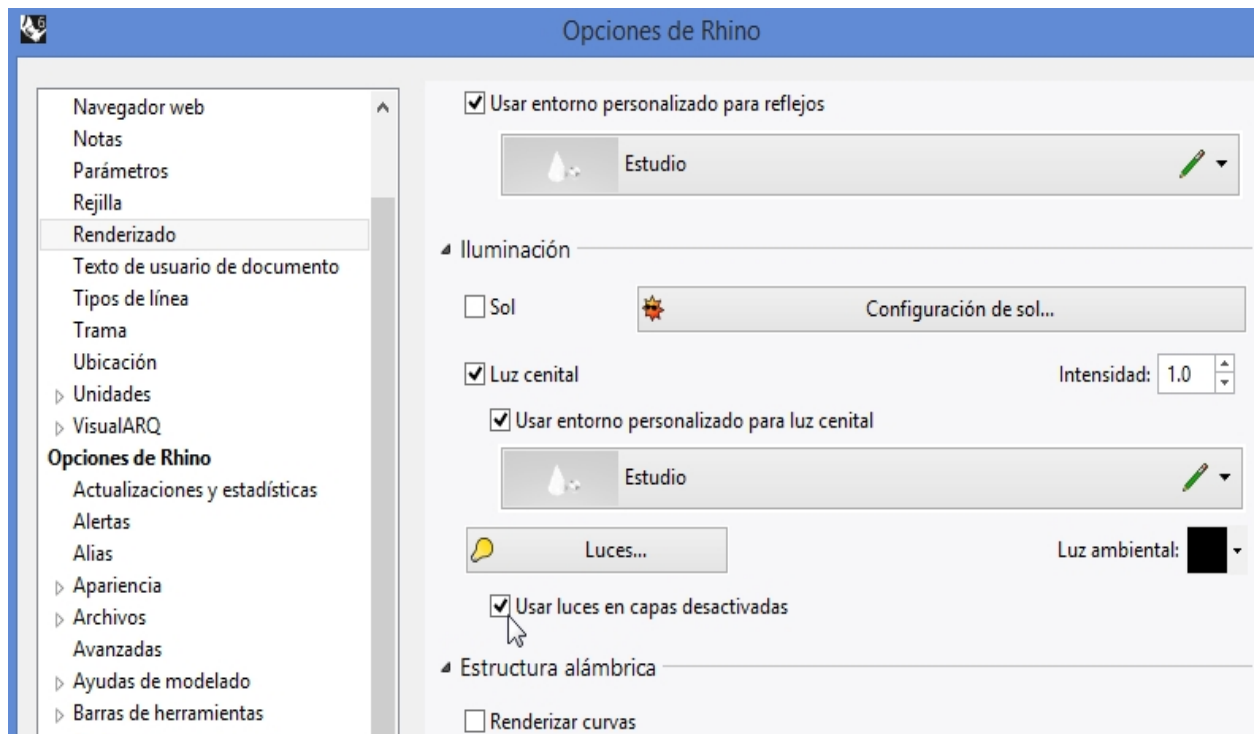 6
Opciones de Rhino
Navegador web
Notas
Parámetros
Rejilla
Renderizado
Texto de usuario de documento
Tipos de línea
Trama
Ubicación
Unidades
VisualARQ
Opciones de Rhino
Actualizaciones y estadísticas
Alertas
Alias
Apariencia
Archivos
Avanzadas
Ayudas de modelado
Barras de herramientas
Usar entorno personalizado para reflejos
Estudio
Iluminación
Sol
Configuración de sol...
Luz cenital
Intensidad: 1.0
Usar entorno personalizado para luz cenital
Estudio
Luces...
Luz ambiental:
Usar luces en capas desactivadas
Estructura alámbrica
Renderizar curvas